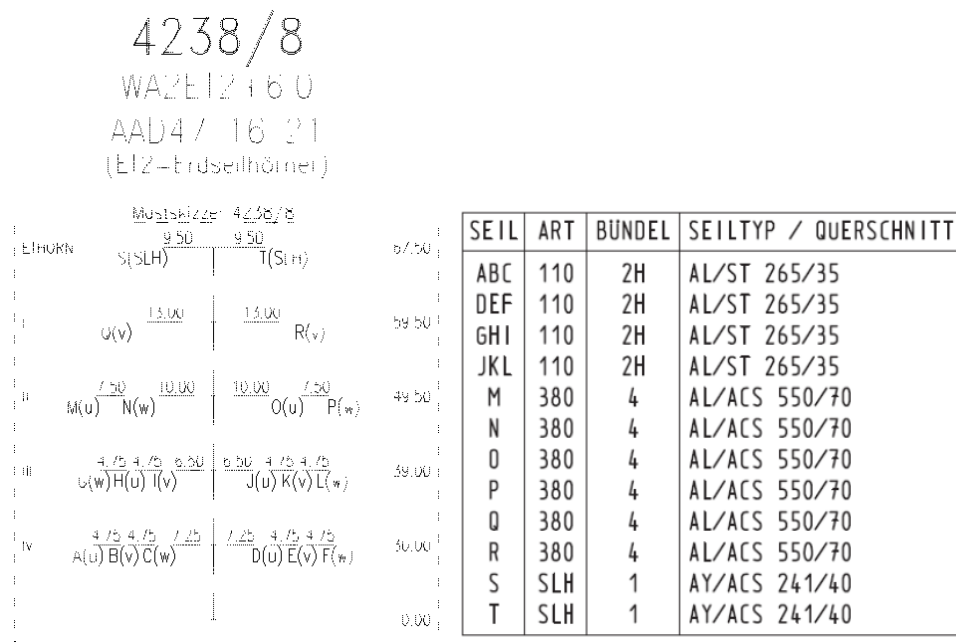 4238/8
WA2E12+6.0
(E12-Erdseilhörner)
Mastskizze: 4238/8
9.50 9.50
S(SLH) T(SLH) 67.50
I 13.00 13.00 59.50
Q(v) R(v)
II 7.50 10.00 10.00 7.50 49.50
M(u) N(w) O(u) P(w)
III 4.75 4.75 6.50 6.50 4.75 4.75 39.00
G(w) H(u) I(v) J(u) K(v) L(w)
IV 4.75 4.75 7.25 7.25 4.75 4.75 30.00
A(u) B(v) C(w) D(u) E(v) F(w)
0.00
SEIL ART BÜNDEL SEILTYP / QUERSCHNITT
ABC 110 2H AL/ST 265/35
DEF 110 2H AL/ST 265/35
GHI 110 2H AL/ST 265/35
JKL 110 2H AL/ST 265/35
M 380 4 AL/ACS 550/70
N 380 4 AL/ACS 550/70
O 380 4 AL/ACS 550/70
P 380 4 AL/ACS 550/70
Q 380 4 AL/ACS 550/70
R 380 4 AL/ACS 550/70
S SLH 1 AY/ACS 241/40
T SLH 1 AY/ACS 241/40